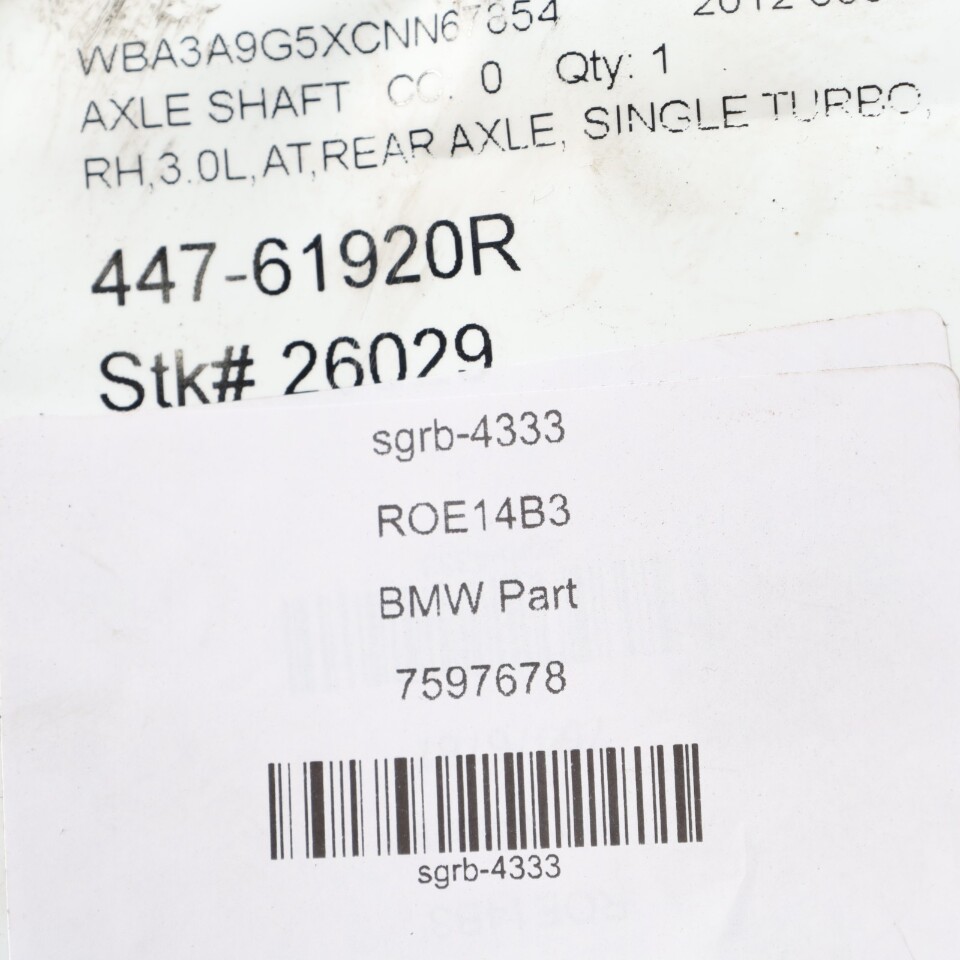 WBA3A9G5XCNN67854
AXLE SHAFT CC. 0 Qty: 1
RH,3.0L,AT,REAR AXLE, SINGLE TURBO,
447-61920R
Stk# 26029
sgrb-4333
ROE14B3
BMW Part
7597678
sgrb-4333